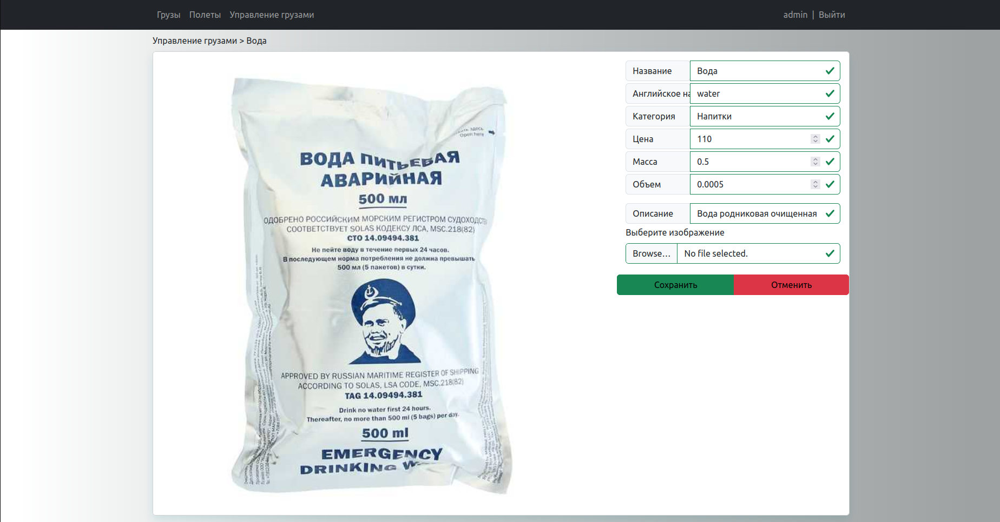 Грузы Полеты Управление грузами admin | Выйти
Управление грузами > Вода
здесь
Open here
ВОДА ПИТЬЕВАЯ
АВАРИЙНАЯ
500 мл
ОДОБРЕНО РОССИЙСКИМ МОРСКИМ РЕГИСТРОМ СУДОХОДСТВ
СООТВЕТСТВУЕТ SOLAS КОДЕКСУ ЛСА, MSC.218(82)
СТО 14.09494.381
Не пейте воду в течение первых 24 часов.
В последующем норма потребления не должна превышать
500 мл (5 пакетов) в сутки.
APPROVED BY RUSSIAN MARITIME REGISTER OF SHIPPING
ACCORDING TO SOLAS, LSA CODE, MSC.218(82)
TAG 14.09494.381
Drink no water first 24 hours.
Thereafter, no more than 500 ml (5 bags) per day.
500 ml
EMERGENCY
DRINKING W
Название Вода
Английское на water
Категория Напитки
Цена 110
Масса 0.5
Объем 0.0005
Описание Вода родниковая очищенная
Выберите изображение
Browse... No file selected.
Сохранить Отменить